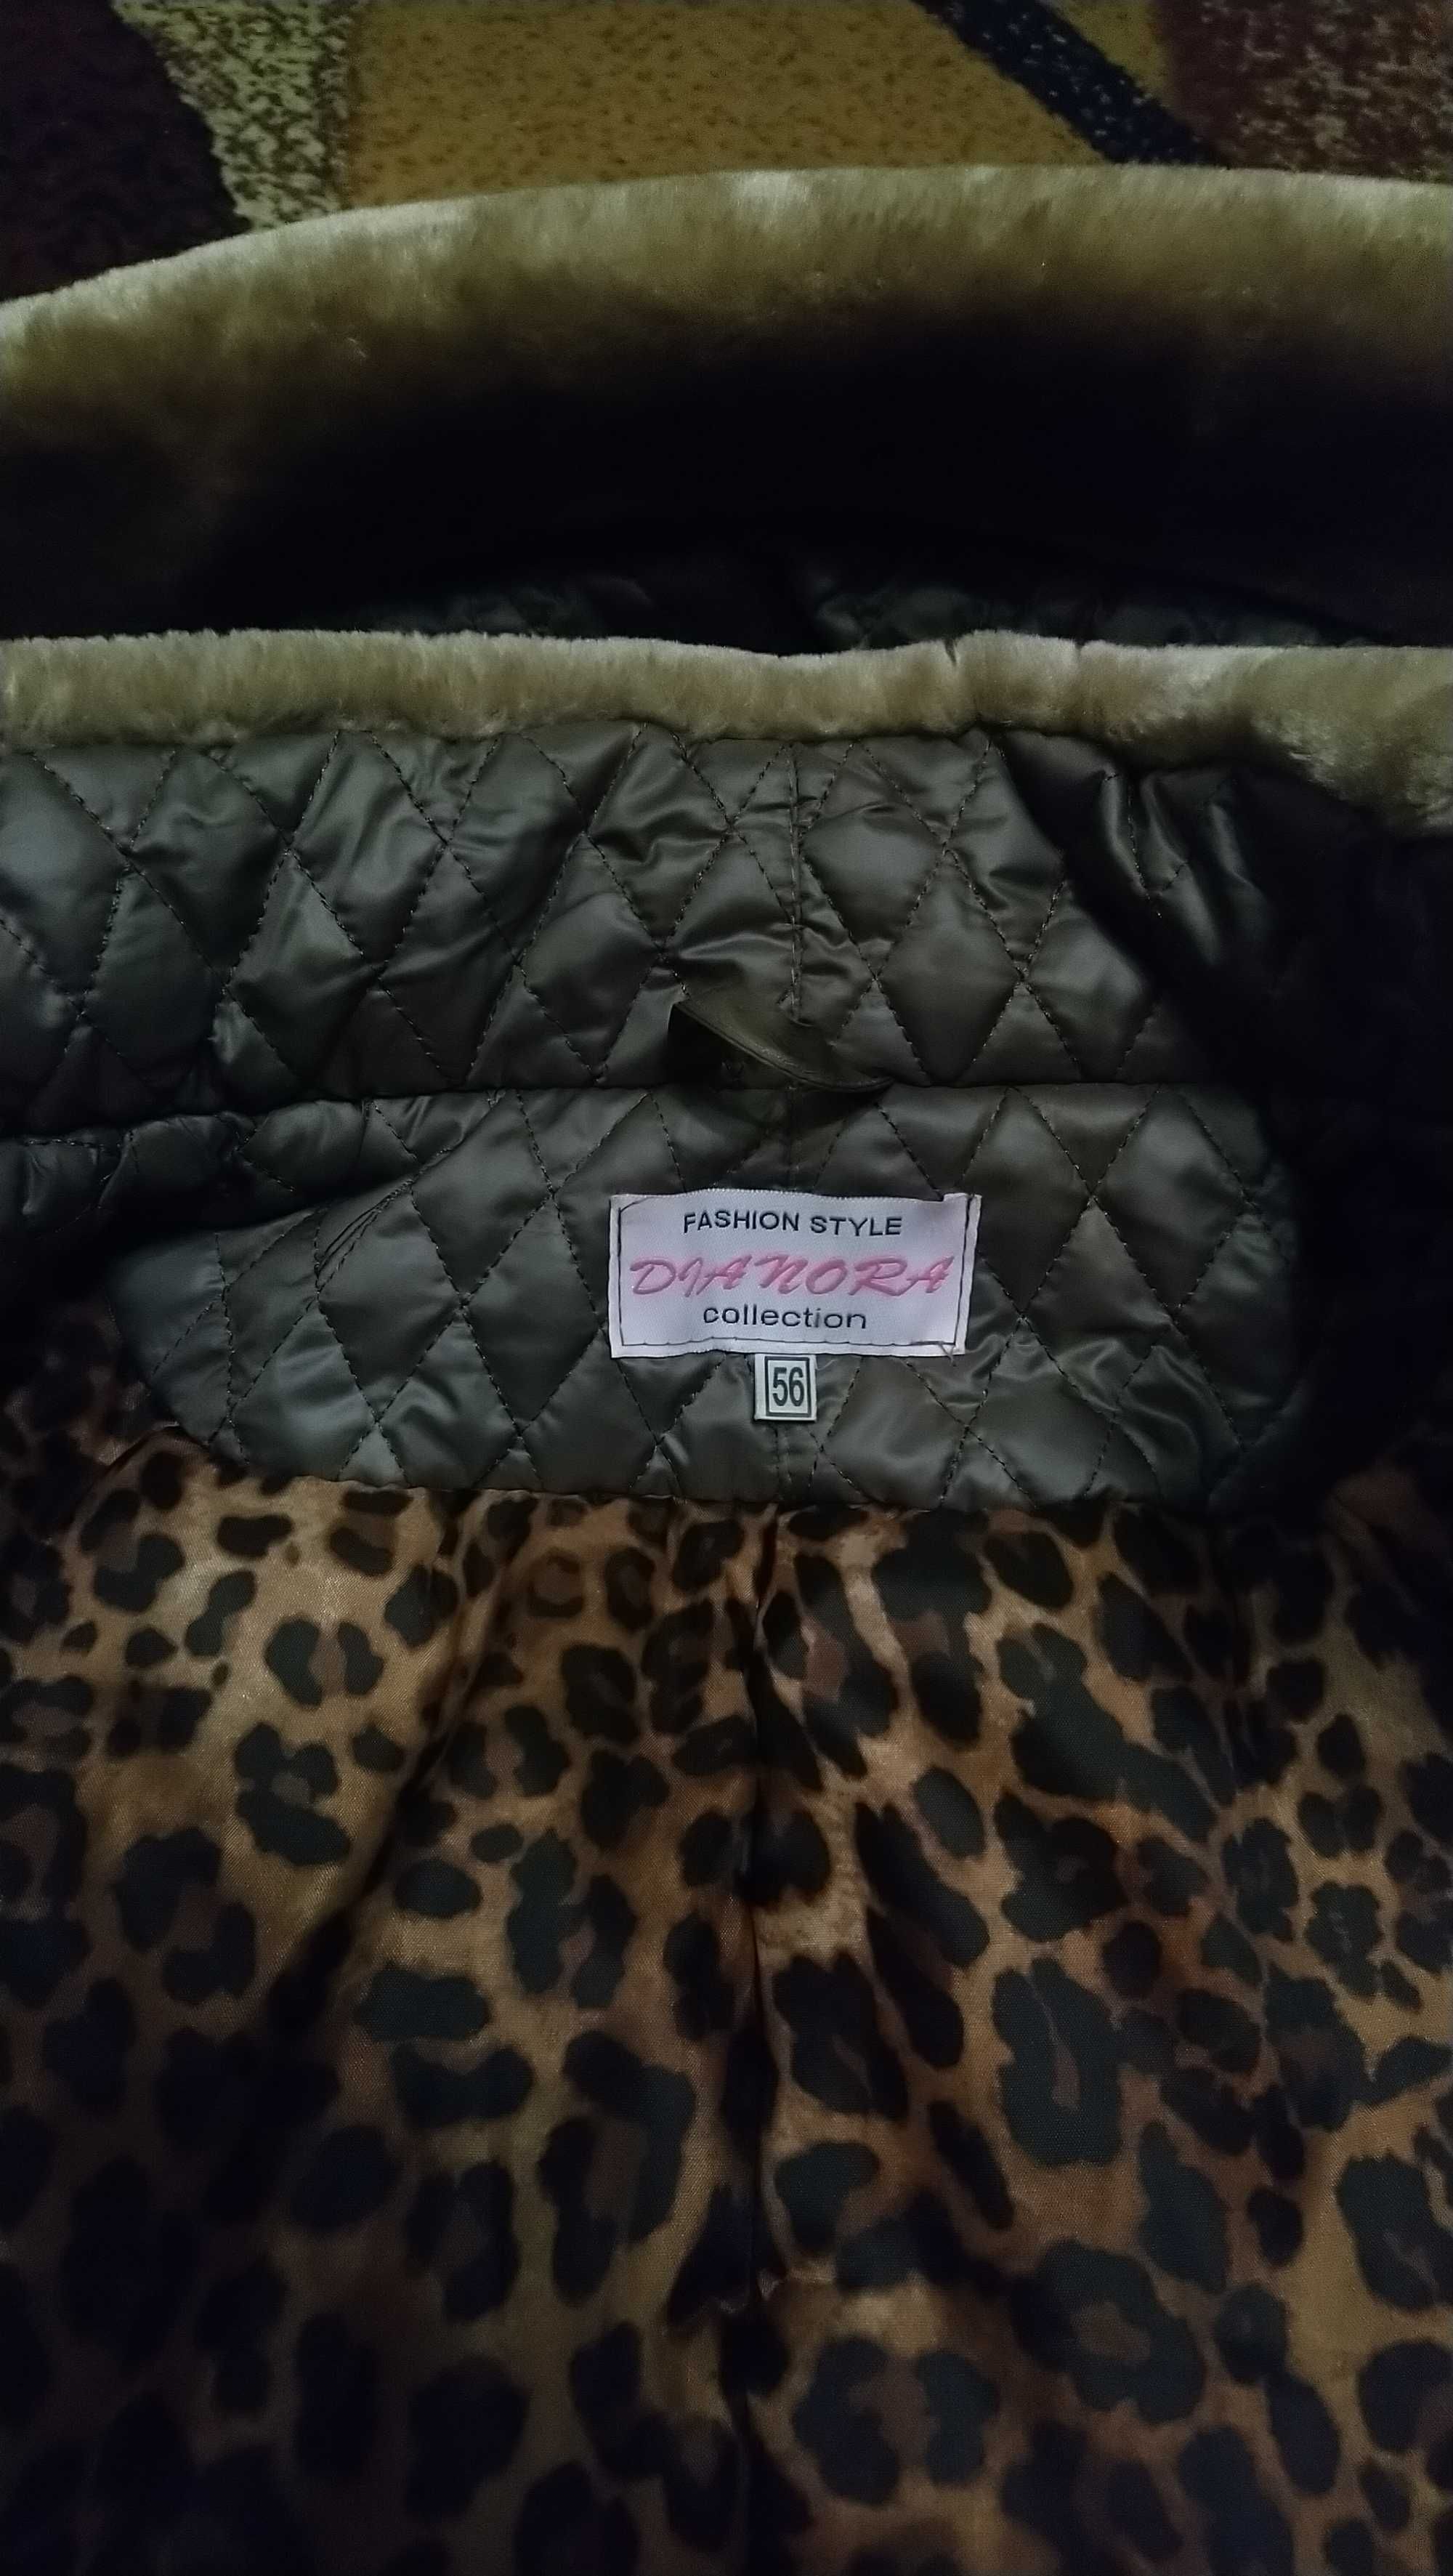 FASHION STYLE
DIANORA
collection
56